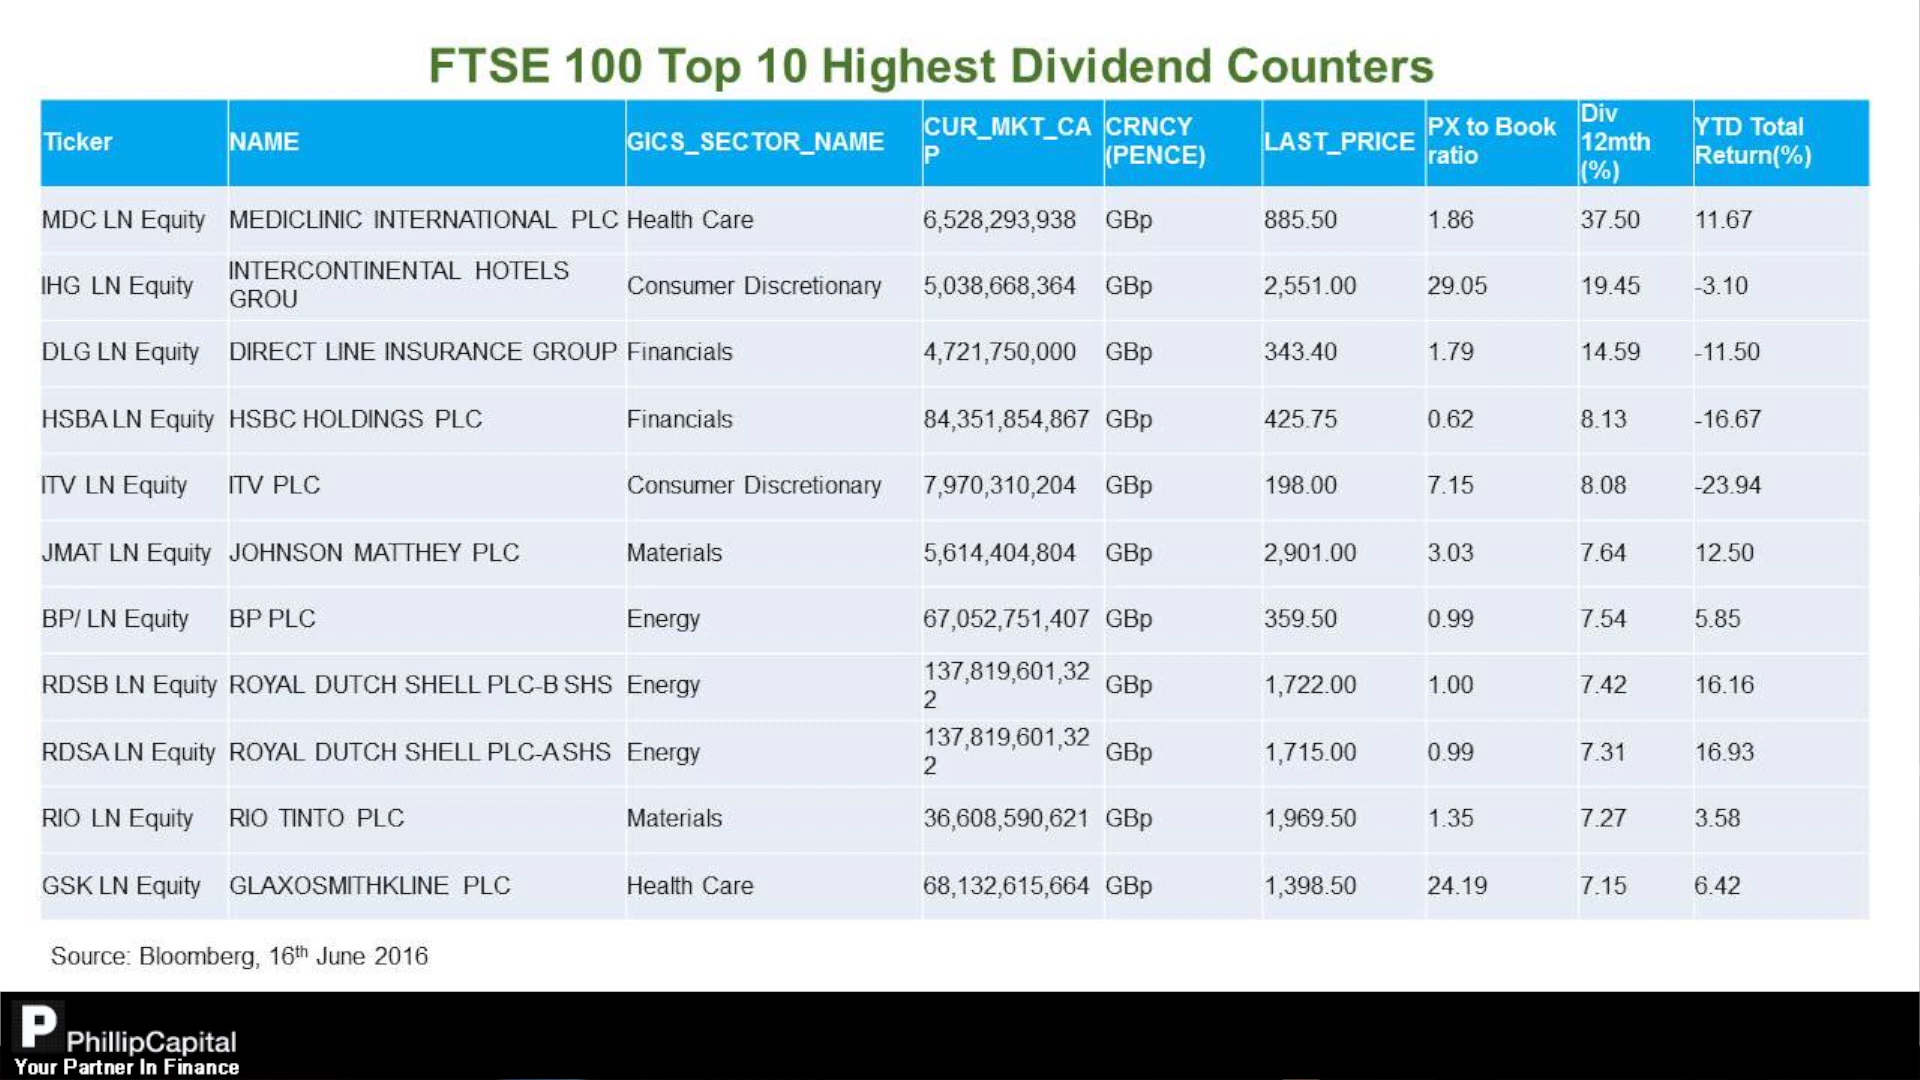 FTSE 100 Top 10 Highest Dividend Counters
Ticker NAME GICS_SECTOR_NAME CUR_MKT_CA P CRNCY (PENCE) LAST_PRICE PX to Book ratio Div 12mth (%) YTD Total Return(%)
MDC LN Equity MEDICLINIC INTERNATIONAL PLC Health Care 6,528,293,938 GBp 885.50 1.86 37.50 11.67
IHG LN Equity INTERCONTINENTAL HOTELS GROU Consumer Discretionary 5,038,668,364 GBp 2,551.00 29.05 19.45 -3.10
DLG LN Equity DIRECT LINE INSURANCE GROUP Financials 4,721,750,000 GBp 343.40 1.79 14.59 -11.50
HSBA LN Equity HSBC HOLDINGS PLC Financials 84,351,854,867 GBp 425.75 0.62 8.13 -16.67
ITV LN Equity ITV PLC Consumer Discretionary 7,970,310,204 GBp 198.00 7.15 8.08 -23.94
JMAT LN Equity JOHNSON MATTHEY PLC Materials 5,614,404,804 GBp 2,901.00 3.03 7.64 12.50
BP/ LN Equity BP PLC Energy 67,052,751,407 GBp 359.50 0.99 7.54 5.85
RDSB LN Equity ROYAL DUTCH SHELL PLC-B SHS Energy 137,819,601,32 2 GBp 1,722.00 1.00 7.42 16.16
RDSA LN Equity ROYAL DUTCH SHELL PLC-A SHS Energy 137,819,601,32 2 GBp 1,715.00 0.99 7.31 16.93
RIO LN Equity RIO TINTO PLC Materials 36,608,590,621 GBp 1,969.50 1.35 7.27 3.58
GSK LN Equity GLAXOSMITHKLINE PLC Health Care 68,132,615,664 GBp 1,398.50 24.19 7.15 6.42
Source: Bloomberg, 16th June 2016
P PhillipCapital
Your Partner In Finance